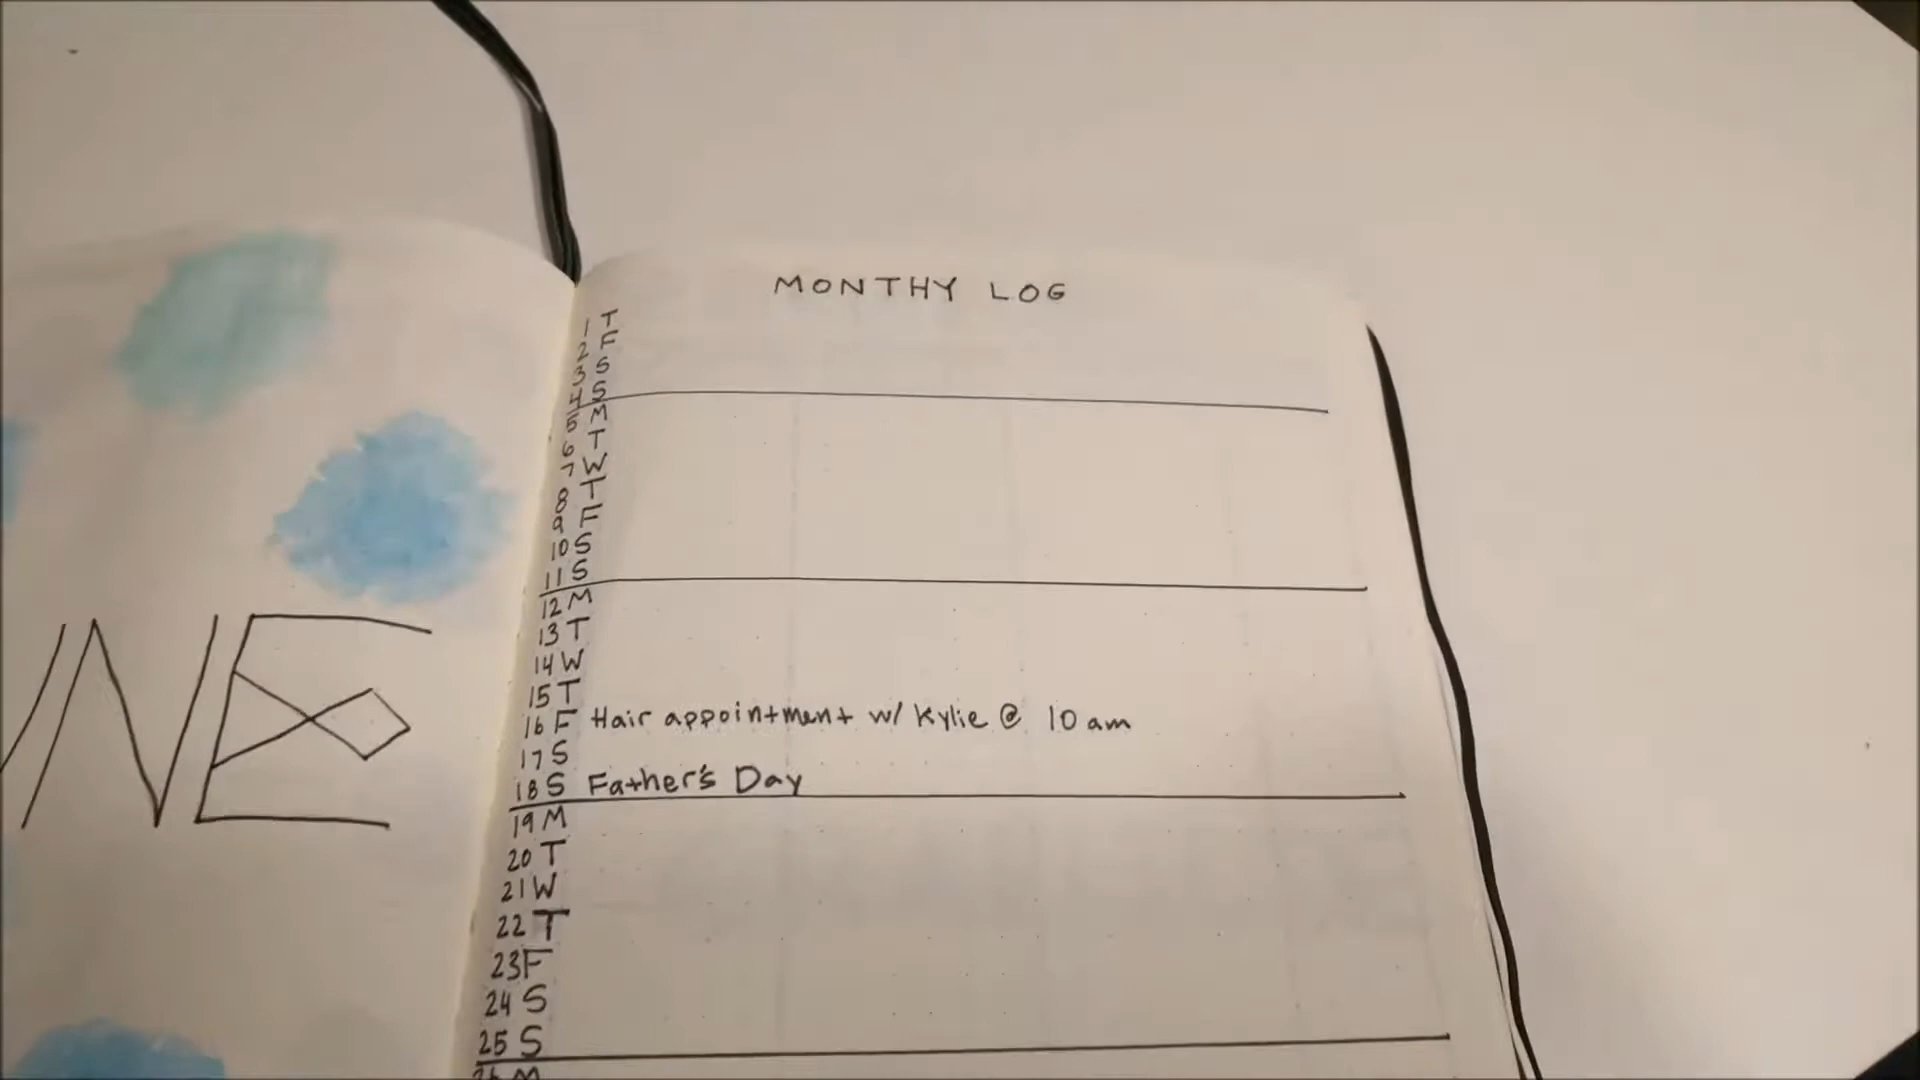 NE
MONTHY LOG
1 T
2 F
3 S
4 S
5 M
6 T
7 W
8 T
9 F
10 S
11 S
12 M
13 T
14 W
15 T
16 F Hair appointment w/ Kylie @ 10 am
17 S
18 S Father's Day
19 M
20 T
21 W
22 T
23 F
24 S
25 S
26 M